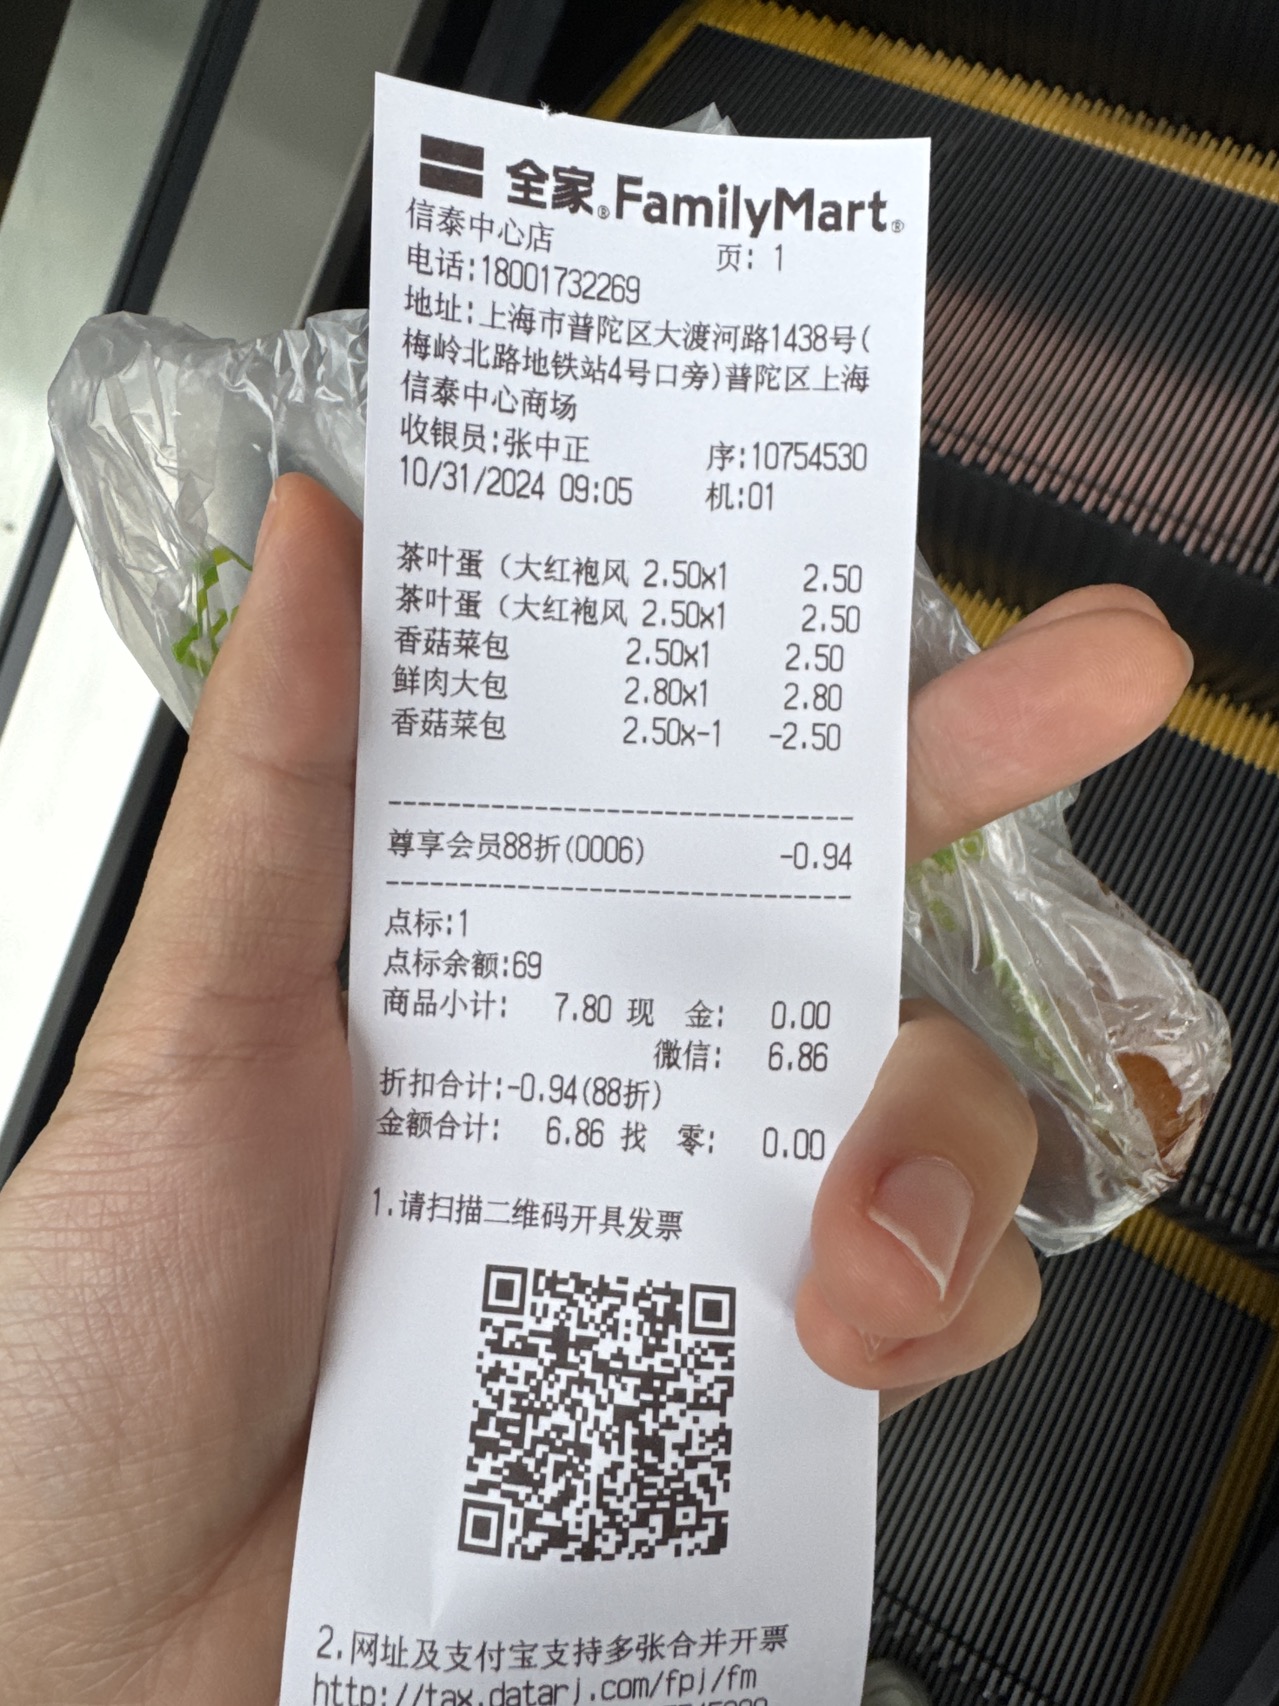 全家®FamilyMart®
信泰中心店 页: 1
电话:18001732269
地址:上海市普陀区大渡河路1438号(
梅岭北路地铁站4号口旁)普陀区上海
信泰中心商场
收银员:张中正 序:10754530
10/31/2024 09:05 机:01
茶叶蛋（大红袍风 2.50x1 2.50
茶叶蛋（大红袍风 2.50x1 2.50
香菇菜包 2.50x1 2.50
鲜肉大包 2.80x1 2.80
香菇菜包 2.50x-1 -2.50
尊享会员88折(0006) -0.94
点标:1
点标余额:69
商品小计: 7.80 现 金: 0.00
微信: 6.86
折扣合计:-0.94(88折)
金额合计: 6.86 找 零: 0.00
1.请扫描二维码开具发票
2.网址及支付宝支持多张合并开票
http://tax.datarj.com/fpj/fm